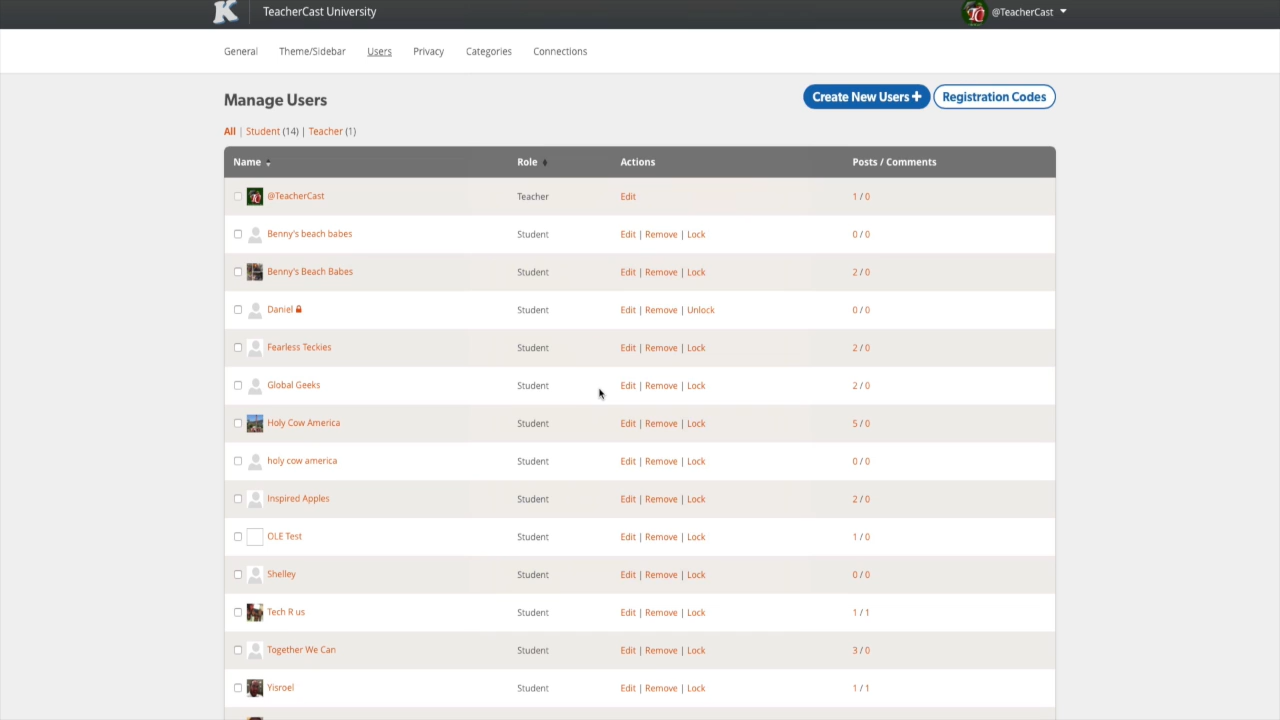 K TeacherCast University @TeacherCast
General Theme/Sidebar Users Privacy Categories Connections
Manage Users Create New Users + Registration Codes
All | Student (14) | Teacher (1)
Name Role Actions Posts / Comments
@TeacherCast Teacher Edit 1 / 0
Benny's beach babes Student Edit | Remove | Lock 0 / 0
Benny's Beach Babes Student Edit | Remove | Lock 2 / 0
Daniel Student Edit | Remove | Unlock 0 / 0
Fearless Teckies Student Edit | Remove | Lock 2 / 0
Global Geeks Student Edit | Remove | Lock 2 / 0
Holy Cow America Student Edit | Remove | Lock 5 / 0
holy cow america Student Edit | Remove | Lock 0 / 0
Inspired Apples Student Edit | Remove | Lock 2 / 0
OLE Test Student Edit | Remove | Lock 1 / 0
Shelley Student Edit | Remove | Lock 0 / 0
Tech R us Student Edit | Remove | Lock 1 / 1
Together We Can Student Edit | Remove | Lock 3 / 0
Yisroel Student Edit | Remove | Lock 1 / 1